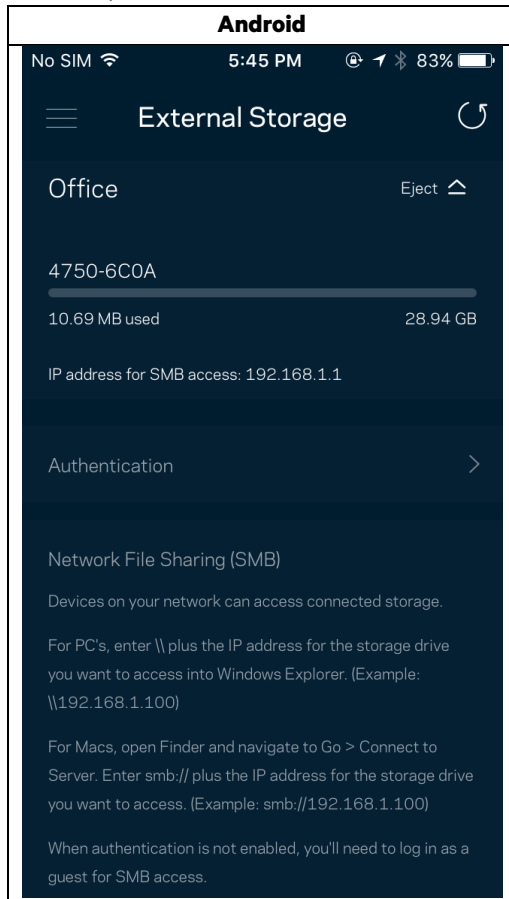 Android
No SIM 5:45 PM 83%
External Storage
Office Eject
4750-6C0A
10.69 MB used 28.94 GB
IP address for SMB access: 192.168.1.1
Authentication
Network File Sharing (SMB)
Devices on your network can access connected storage.
For PC's, enter \\ plus the IP address for the storage drive
you want to access into Windows Explorer. (Example:
\\192.168.1.100)
For Macs, open Finder and navigate to Go > Connect to
Server. Enter smb:// plus the IP address for the storage drive
you want to access. (Example: smb://192.168.1.100)
When authentication is not enabled, you'll need to log in as a
guest for SMB access.